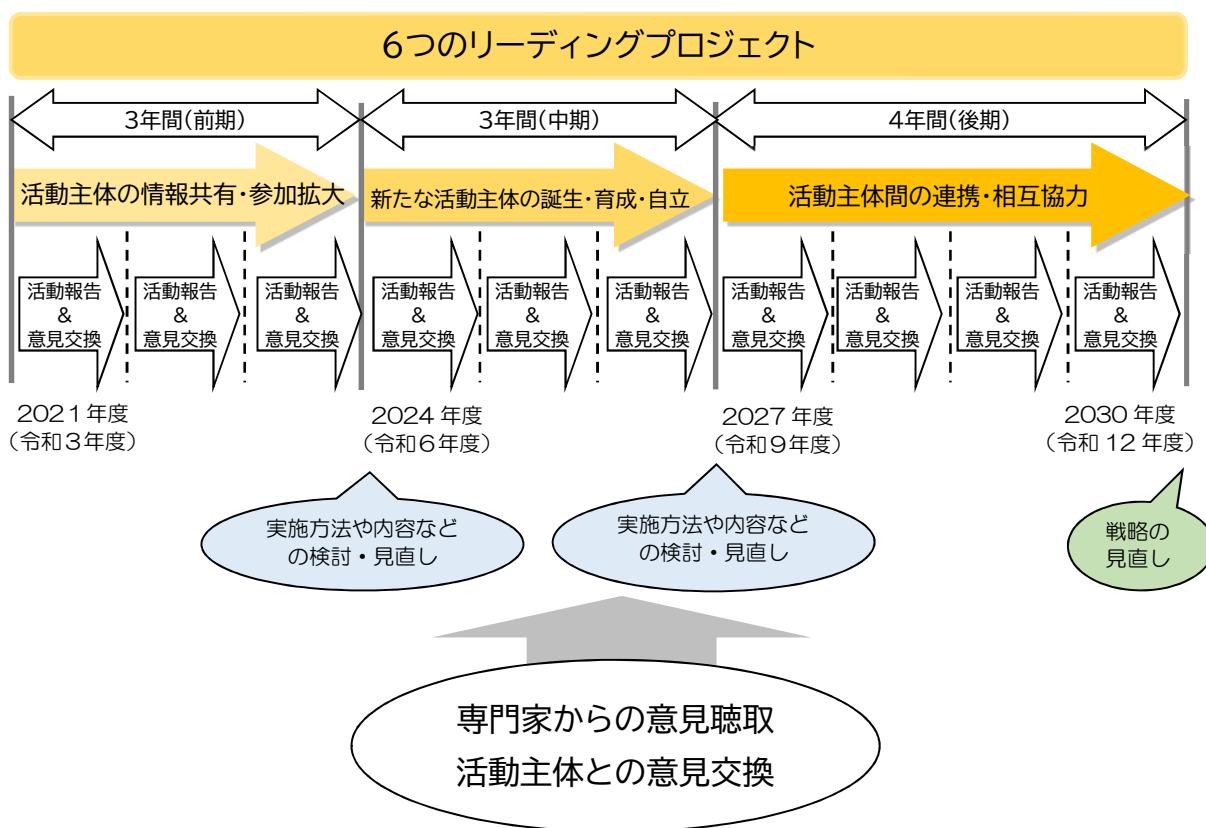 6つのリーディングプロジェクト
3年間(前期)
3年間(中期)
4年間(後期)
活動主体の情報共有・参加拡大
新たな活動主体の誕生・育成・自立
活動主体間の連携・相互協力
活動報告
&
意見交換
活動報告
&
意見交換
活動報告
&
意見交換
活動報告
&
意見交換
活動報告
&
意見交換
活動報告
&
意見交換
活動報告
&
意見交換
活動報告
&
意見交換
活動報告
&
意見交換
活動報告
&
意見交換
2021年度
(令和3年度)
2024年度
(令和6年度)
2027年度
(令和9年度)
2030年度
(令和12年度)
実施方法や内容など
の検討・見直し
実施方法や内容など
の検討・見直し
戦略の
見直し
専門家からの意見聴取
活動主体との意見交換